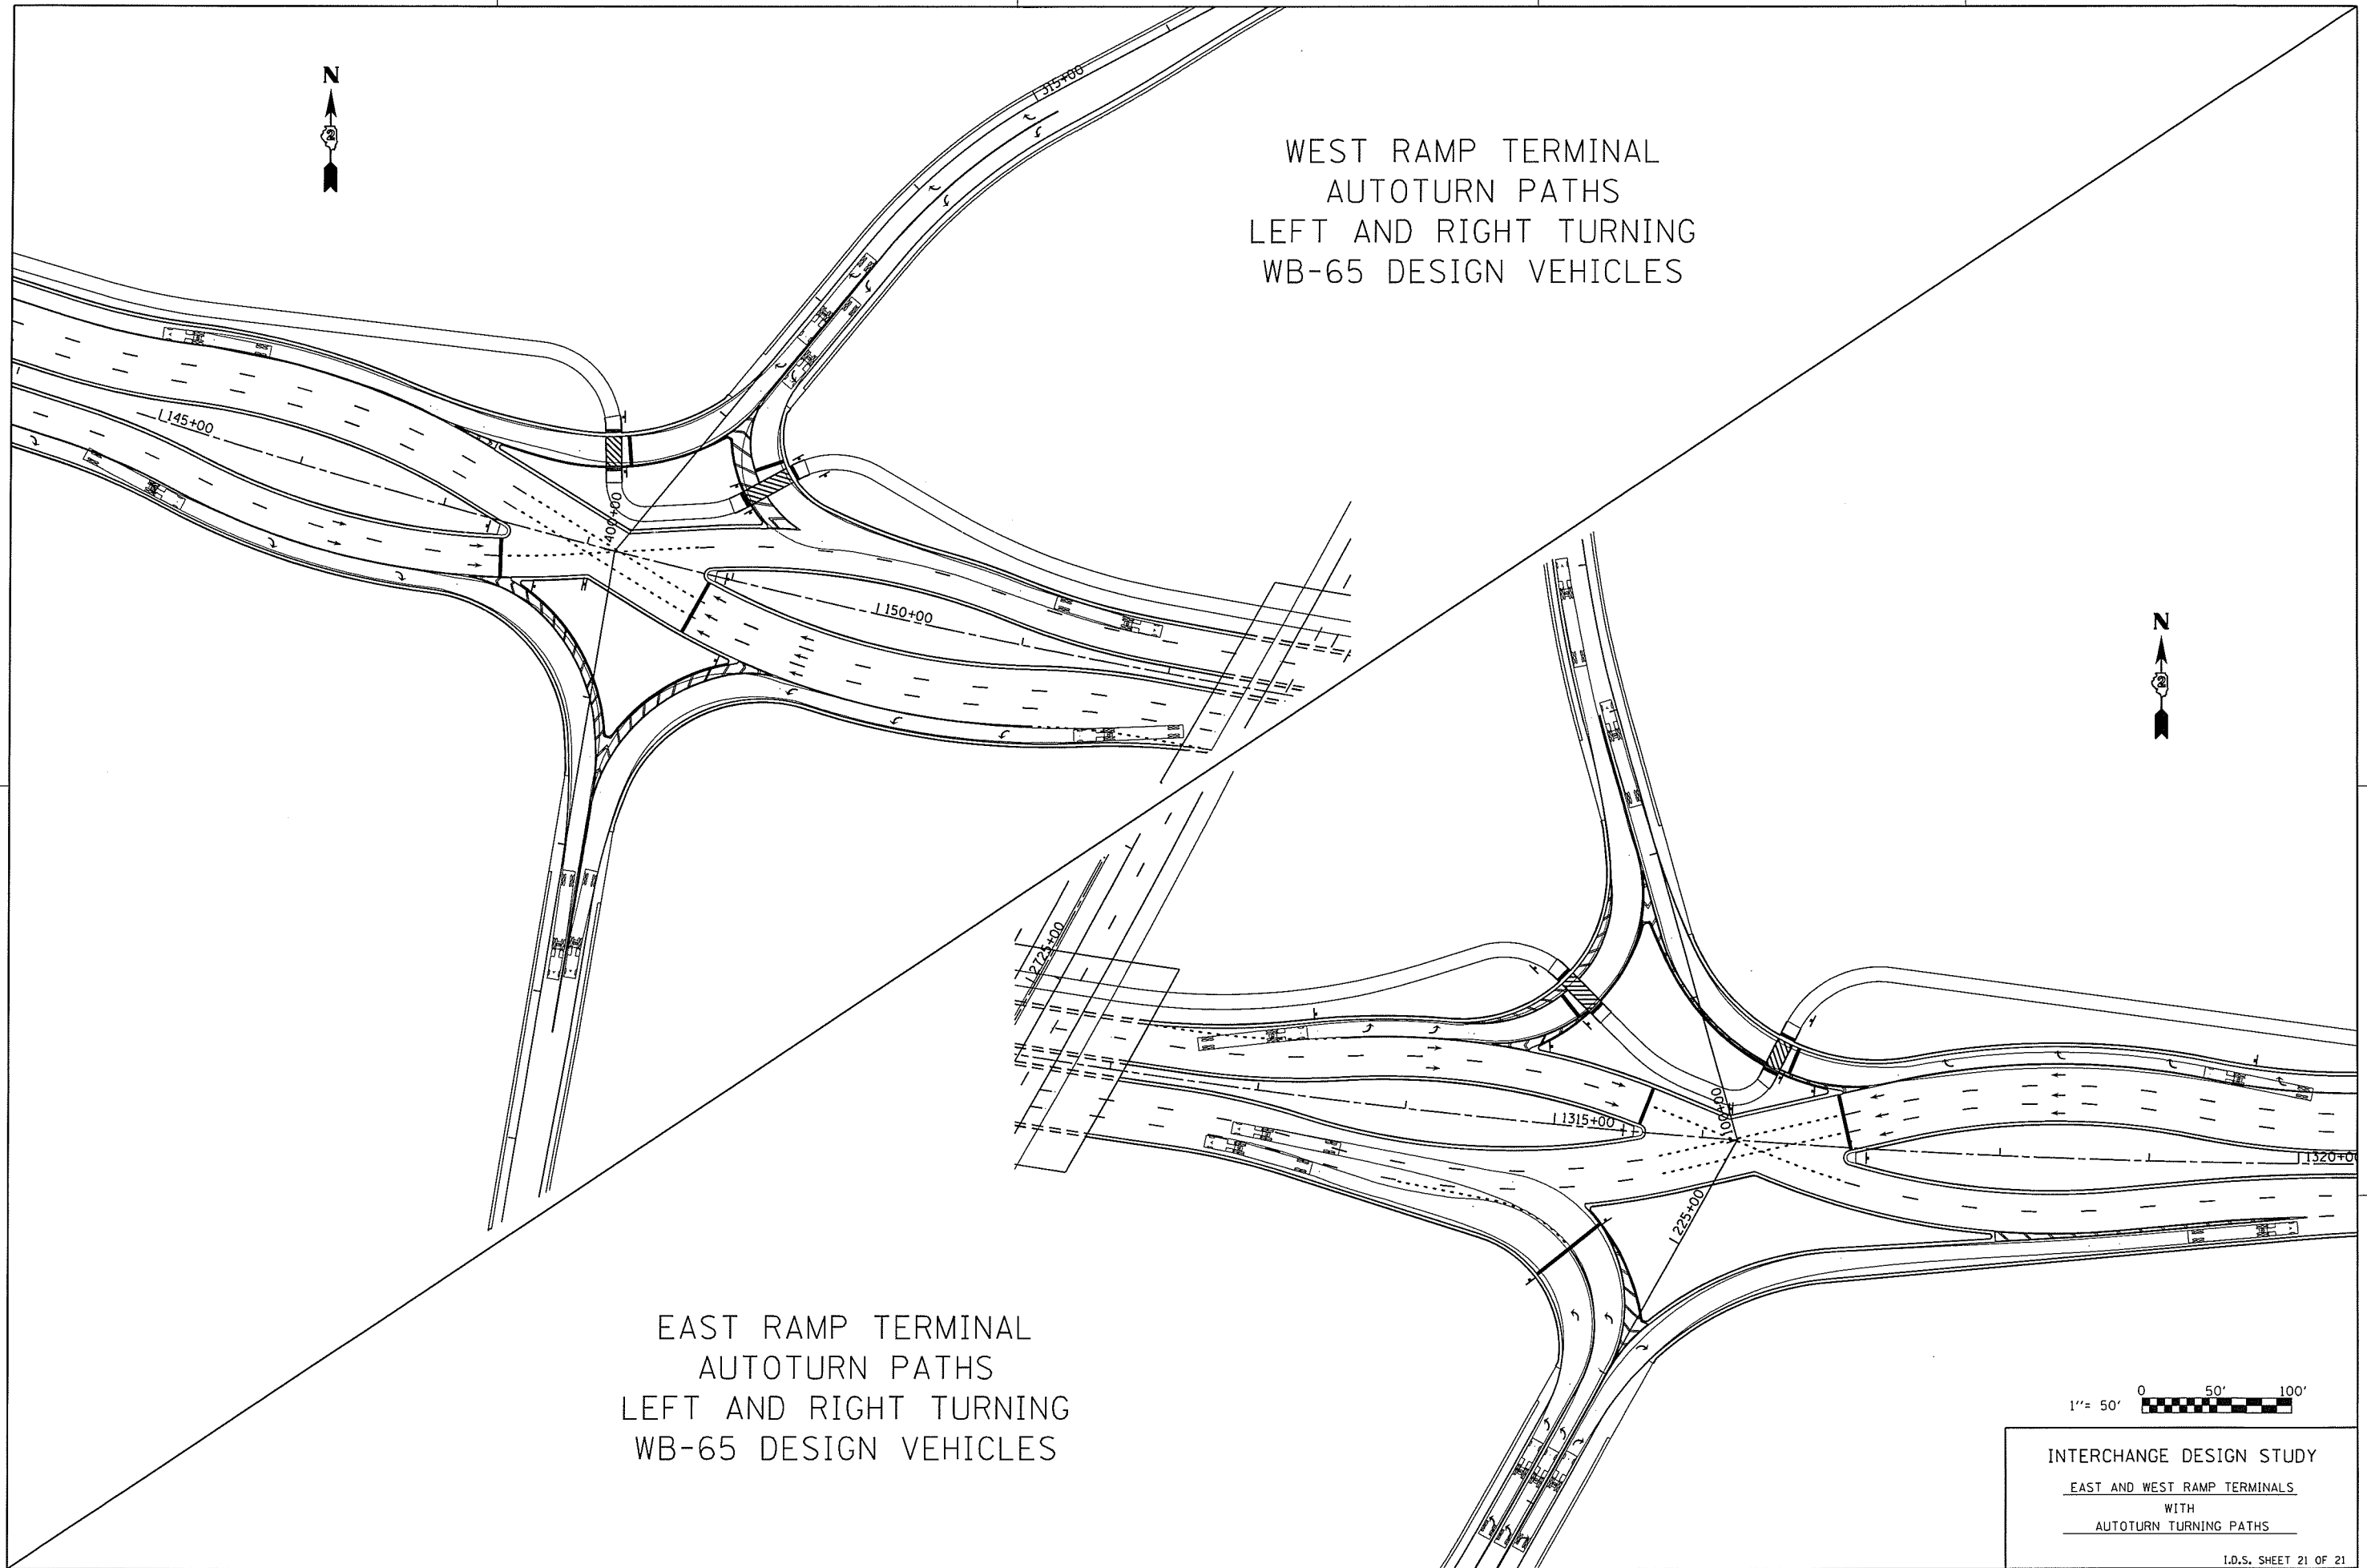 N
315+00
WEST RAMP TERMINAL
AUTOTURN PATHS
LEFT AND RIGHT TURNING
WB-65 DESIGN VEHICLES
145+00
400+00
150+00
N
2725+00
1315+00
100+00
1320+00
225+00
EAST RAMP TERMINAL
AUTOTURN PATHS
LEFT AND RIGHT TURNING
WB-65 DESIGN VEHICLES
0 50' 100'
1"= 50'
INTERCHANGE DESIGN STUDY
EAST AND WEST RAMP TERMINALS
WITH
AUTOTURN TURNING PATHS
I.D.S. SHEET 21 OF 21